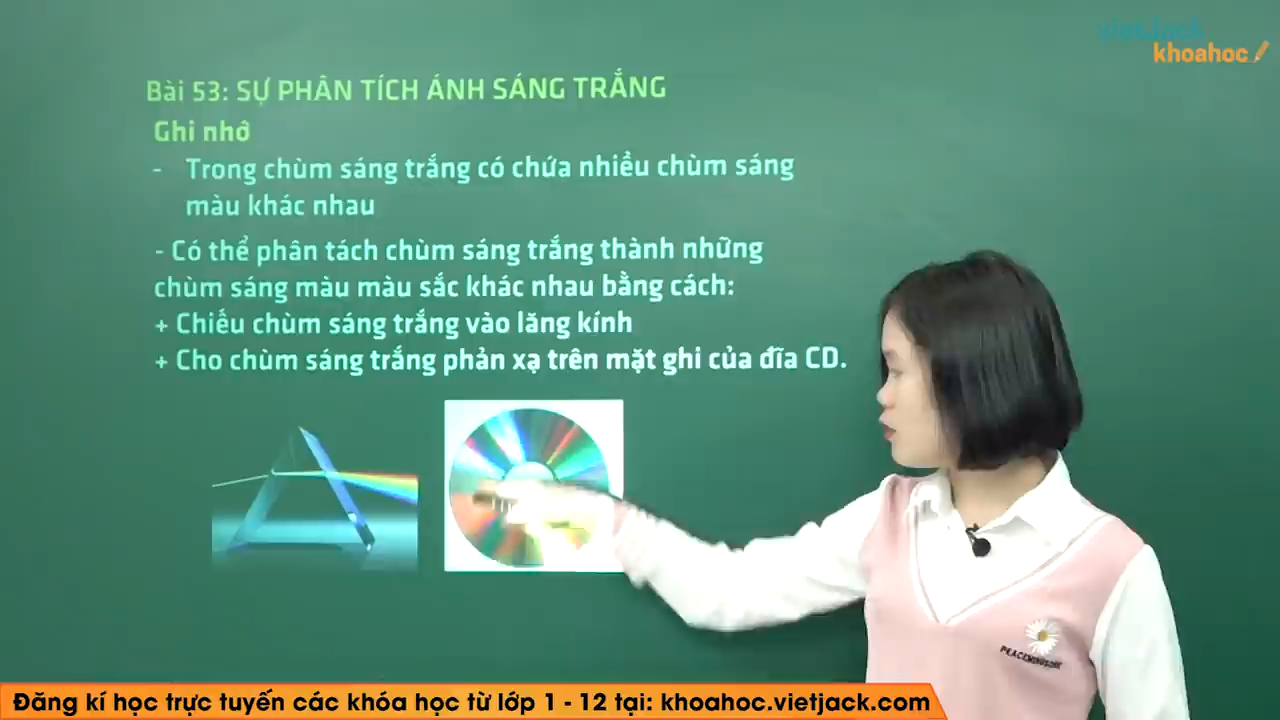 vietjack
khoahoc
Bài 53: SỰ PHÂN TÍCH ÁNH SÁNG TRẮNG
Ghi nhớ
- Trong chùm sáng trắng có chứa nhiều chùm sáng
màu khác nhau
- Có thể phân tách chùm sáng trắng thành những
chùm sáng màu màu sắc khác nhau bằng cách:
+ Chiếu chùm sáng trắng vào lăng kính
+ Cho chùm sáng trắng phản xạ trên mặt ghi của đĩa CD.
Đăng kí học trực tuyến các khóa học từ lớp 1 - 12 tại: khoahoc.vietjack.com